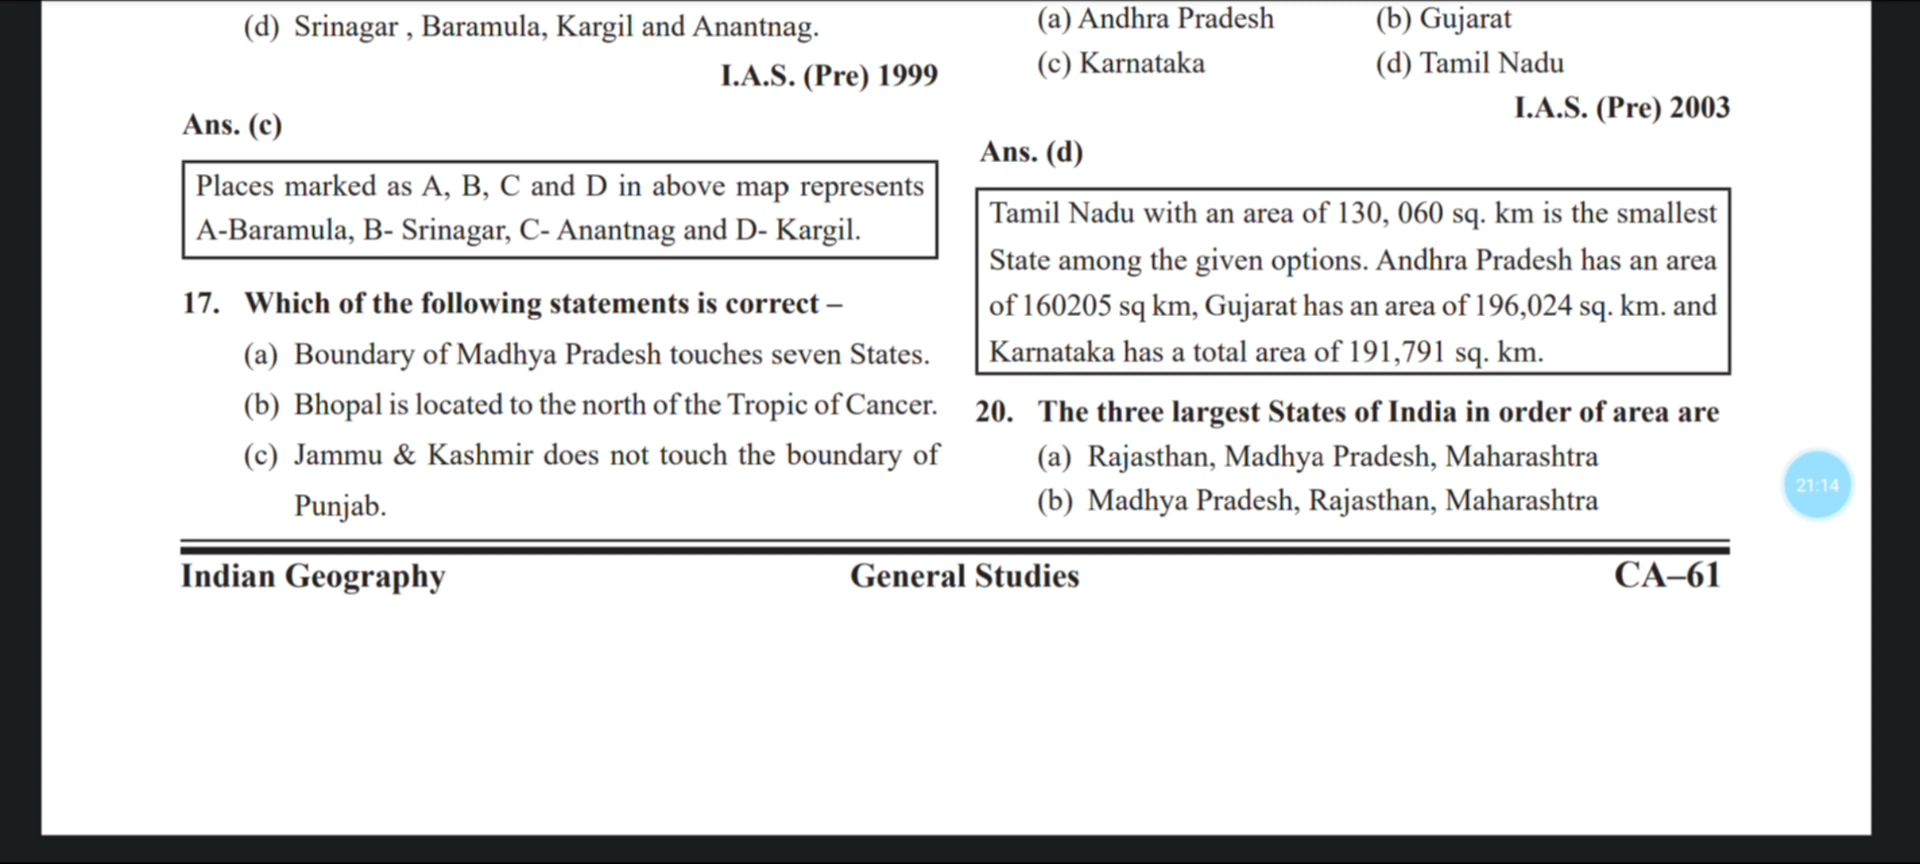 (d) Srinagar , Baramula, Kargil and Anantnag.
I.A.S. (Pre) 1999
Ans. (c)
Places marked as A, B, C and D in above map represents
A-Baramula, B- Srinagar, C- Anantnag and D- Kargil.
17. Which of the following statements is correct –
(a) Boundary of Madhya Pradesh touches seven States.
(b) Bhopal is located to the north of the Tropic of Cancer.
(c) Jammu & Kashmir does not touch the boundary of
Punjab.
(a) Andhra Pradesh (b) Gujarat
(c) Karnataka (d) Tamil Nadu
I.A.S. (Pre) 2003
Ans. (d)
Tamil Nadu with an area of 130, 060 sq. km is the smallest
State among the given options. Andhra Pradesh has an area
of 160205 sq km, Gujarat has an area of 196,024 sq. km. and
Karnataka has a total area of 191,791 sq. km.
20. The three largest States of India in order of area are
(a) Rajasthan, Madhya Pradesh, Maharashtra
(b) Madhya Pradesh, Rajasthan, Maharashtra
21:14
Indian Geography General Studies CA–61